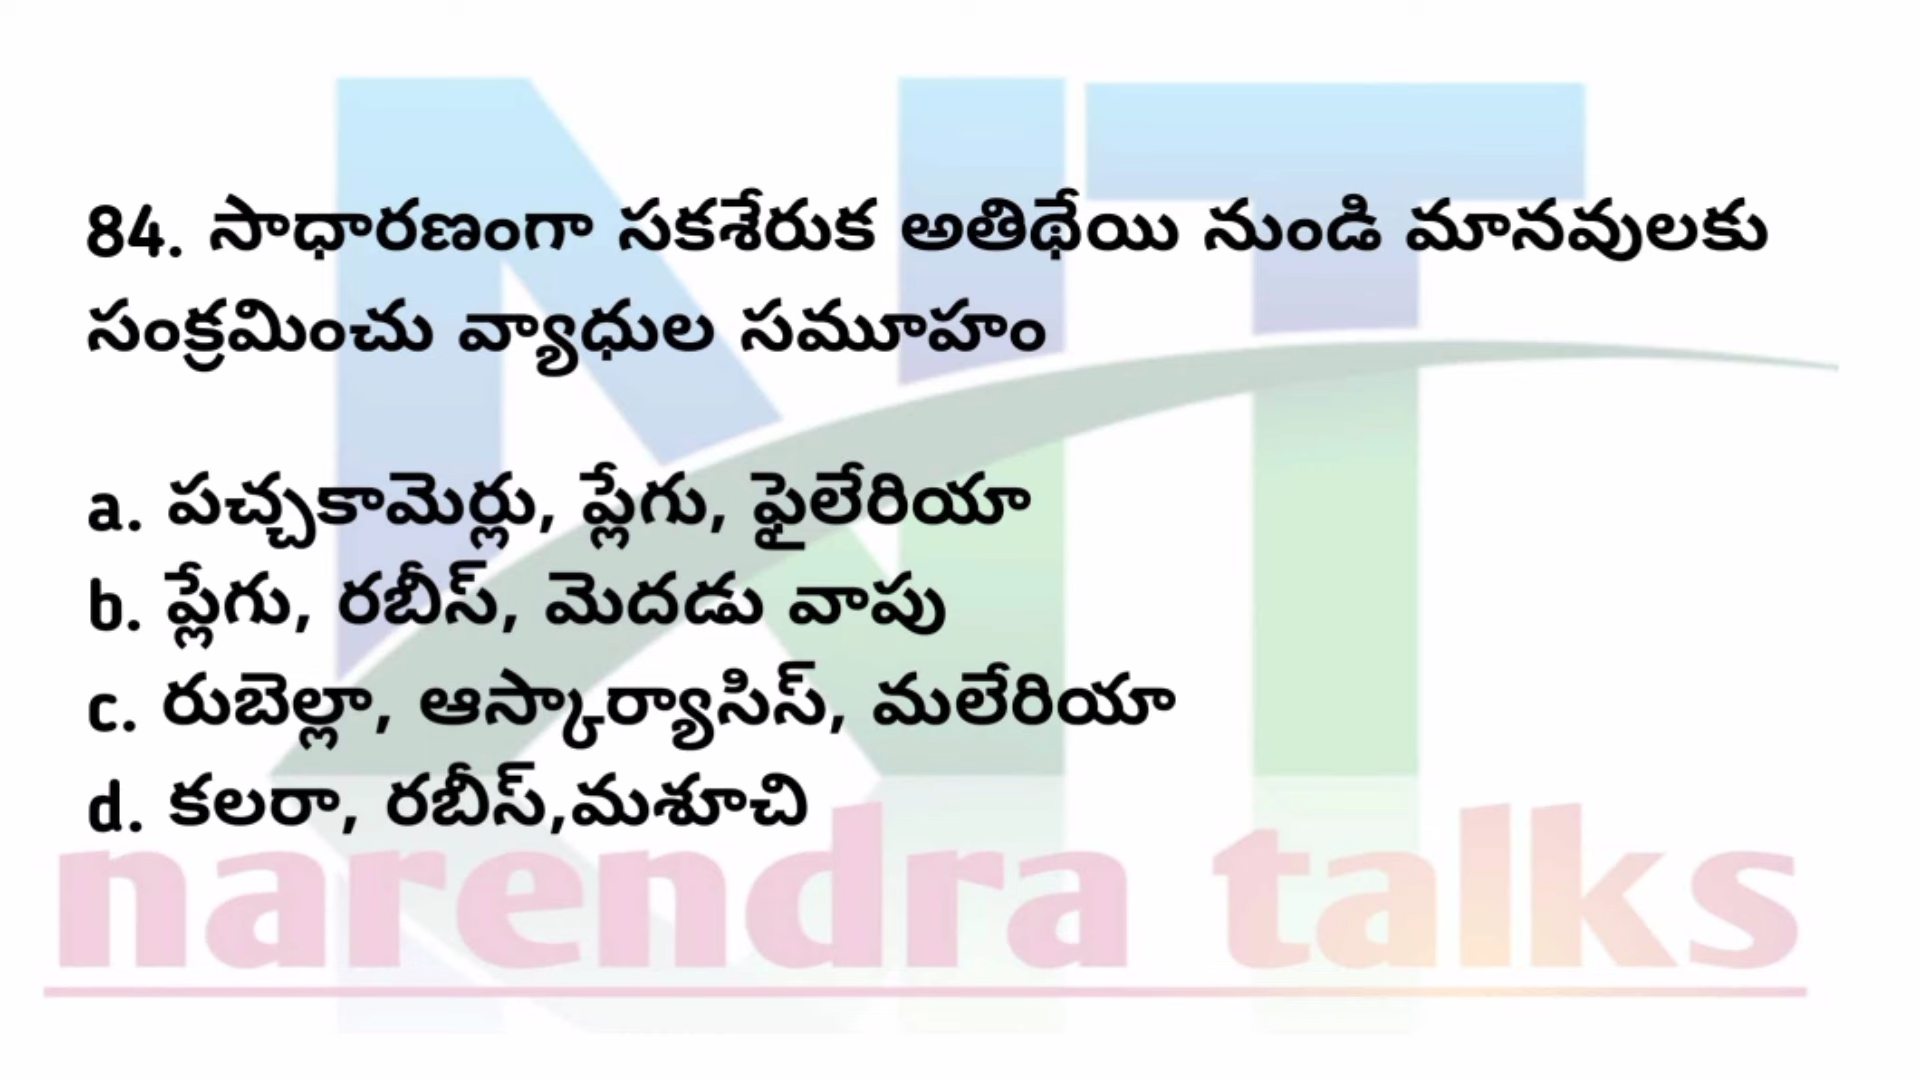 84. సాధారణంగా సకశేరుక అతిథేయి నుండి మానవులకు
సంక్రమించు వ్యాధుల సమూహం
a. పచ్చకామెర్లు, ప్లేగు, ఫైలేరియా
b. ప్లేగు, రబీస్, మెదడు వాపు
c. రుబెల్లా, ఆస్కార్యాసిస్, మలేరియా
d. కలరా, రబీస్,మశూచి
narendra talks